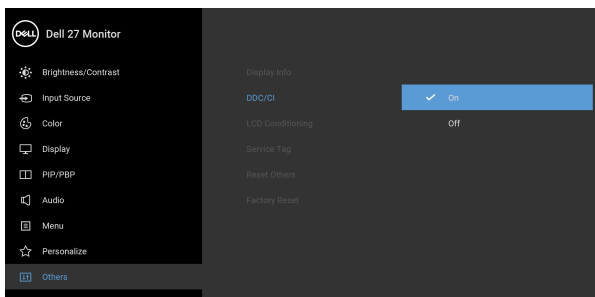 DELL
Dell 27 Monitor
Brightness/Contrast
Input Source
Color
Display
PIP/PBP
Audio
Menu
Personalize
Others
Display Info
DDC/CI
LCD Conditioning
Service Tag
Reset Others
Factory Reset
On
Off